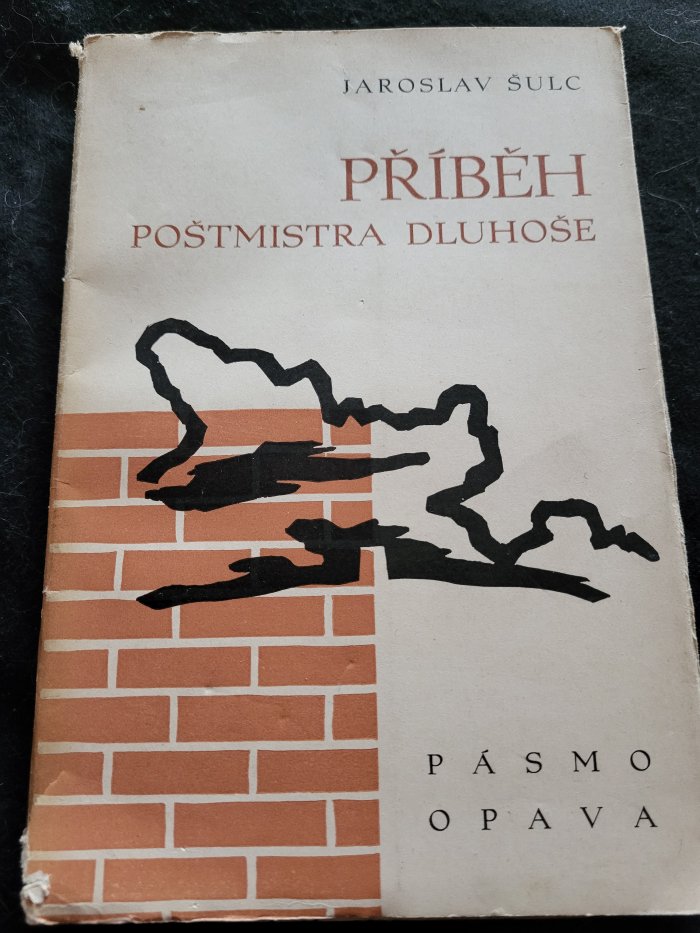 JAROSLAV ŠULC
PŘÍBĚH
POŠTMISTRA DLUHOŠE
PÁSMO
OPAVA